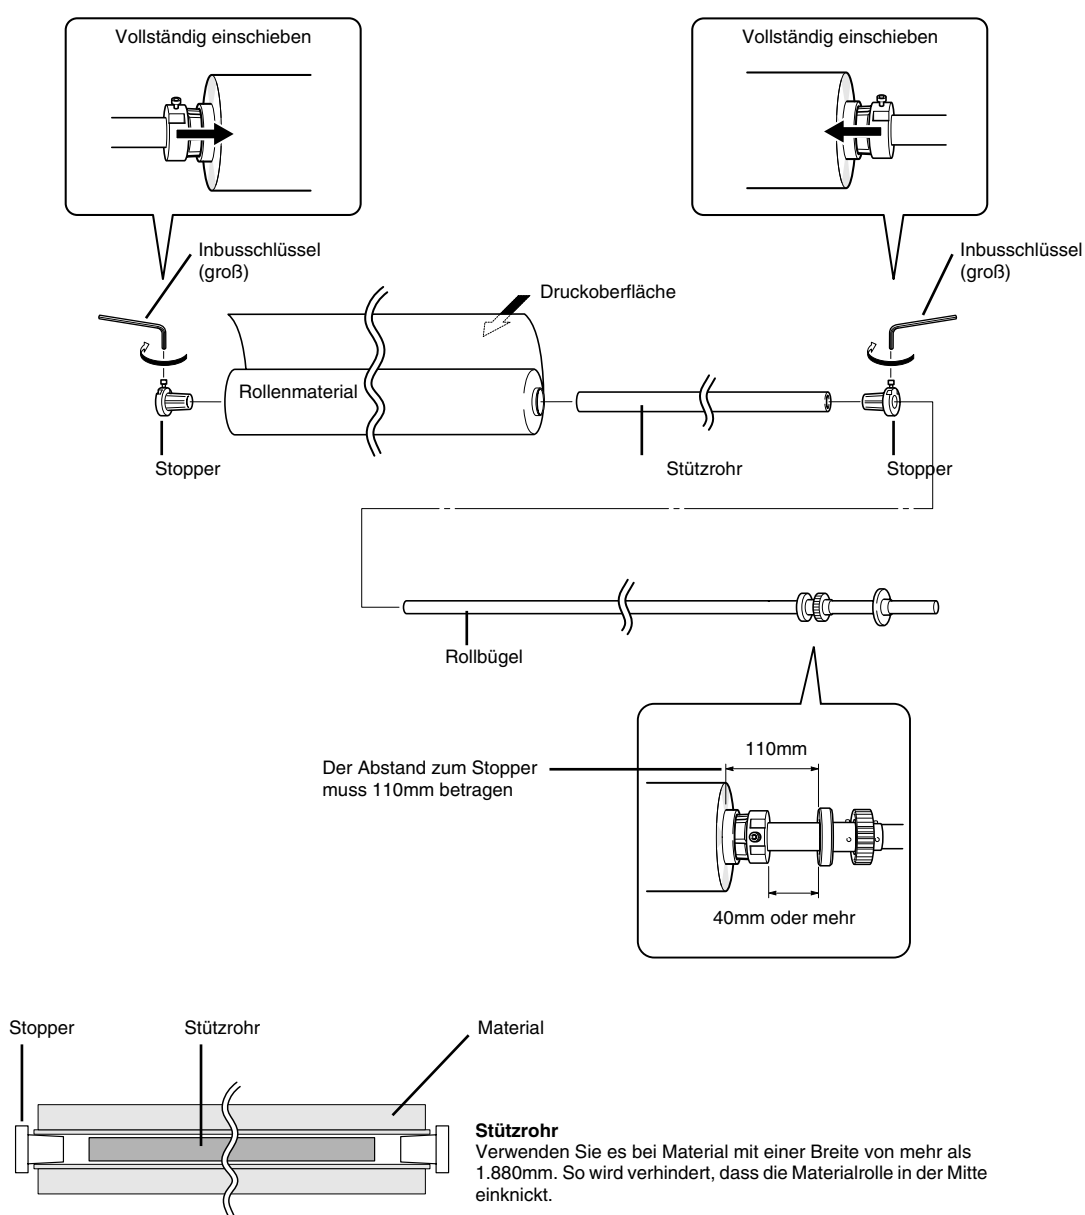 Vollständig einschieben
Vollständig einschieben
Inbusschlüssel
(groß)
Inbusschlüssel
(groß)
Druckoberfläche
Rollenmaterial
Stopper
Stützrohr
Stopper
Rollbügel
110mm
Der Abstand zum Stopper
muss 110mm betragen
40mm oder mehr
Stopper
Stützrohr
Material
Stützrohr
Verwenden Sie es bei Material mit einer Breite von mehr als
1.880mm. So wird verhindert, dass die Materialrolle in der Mitte
einknickt.